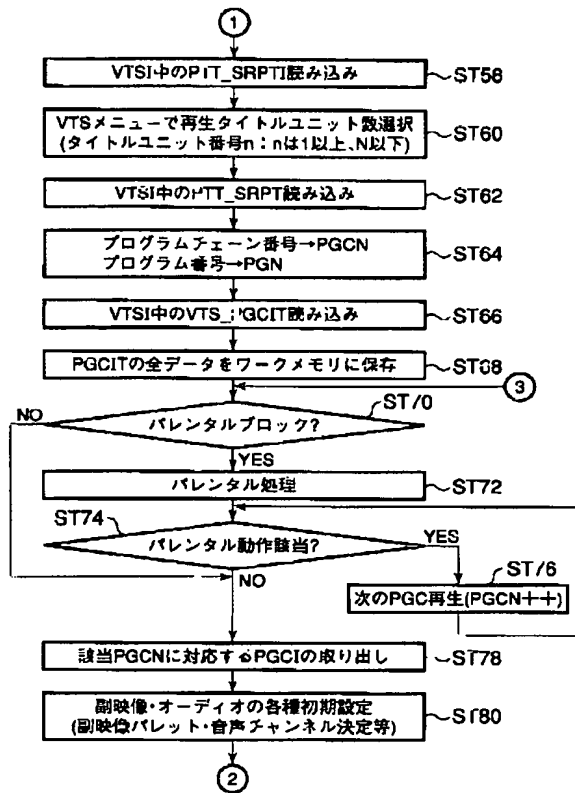 1
VTSI中のPTT_SRPTI読み込み
ST58
VTSメニューで再生タイトルユニット数選択
(タイトルユニット番号n：nは1以上、N以下)
ST60
VTSI中のPTT_SRPT読み込み
ST62
プログラムチェーン番号→PGCN
プログラム番号→PGN
ST64
VTSI中のVTS_PGCIT読み込み
ST66
PGCITの全データをワークメモリに保存
ST68
3
ST70
NO
パレンタルブロック?
YES
パレンタル処理
ST72
ST74
パレンタル動作該当?
YES
NO
ST76
次のPGC再生(PGCN++)
該当PGCNに対応するPGCIの取り出し
ST78
副映像・オーディオの各種初期設定
(副映像パレット・音声チャンネル決定等)
ST80
2